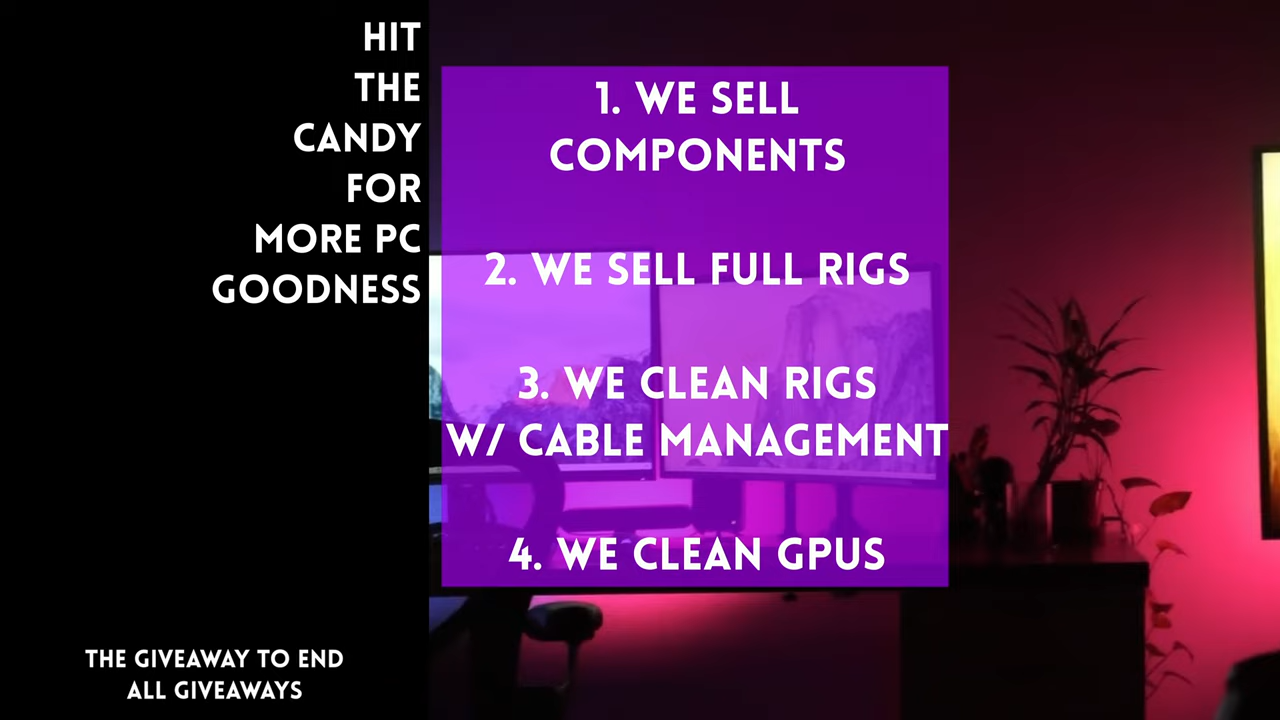 HIT
THE
CANDY
FOR
MORE PC
GOODNESS
1. WE SELL
COMPONENTS
2. WE SELL FULL RIGS
3. WE CLEAN RIGS
W/ CABLE MANAGEMENT
4. WE CLEAN GPUS
THE GIVEAWAY TO END
ALL GIVEAWAYS